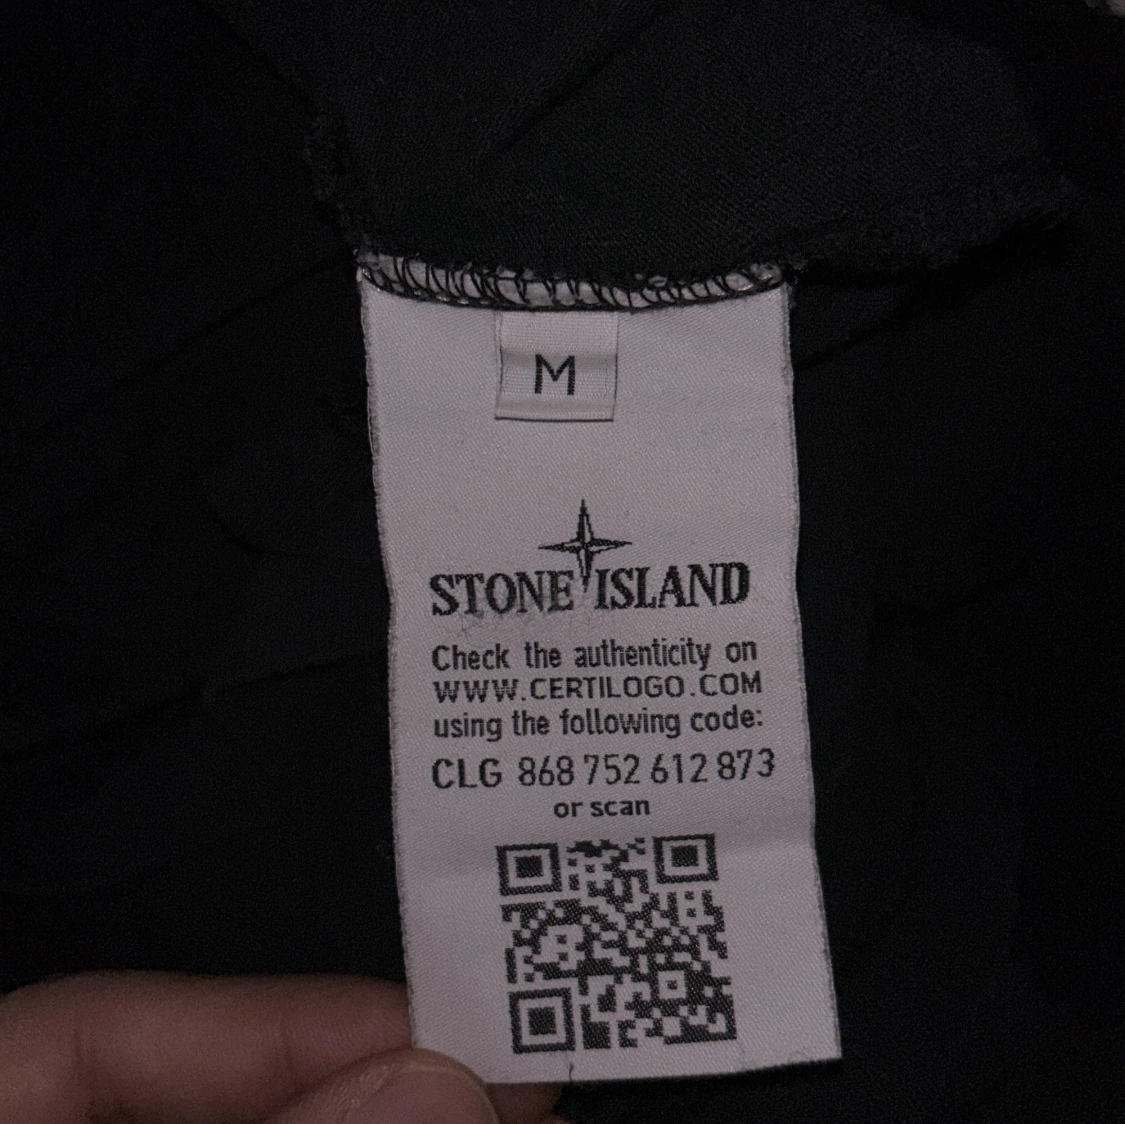 M
STONE ISLAND
Check the authenticity on
WWW.CERTILOGO.COM
using the following code:
CLG 868 752 612 873
or scan